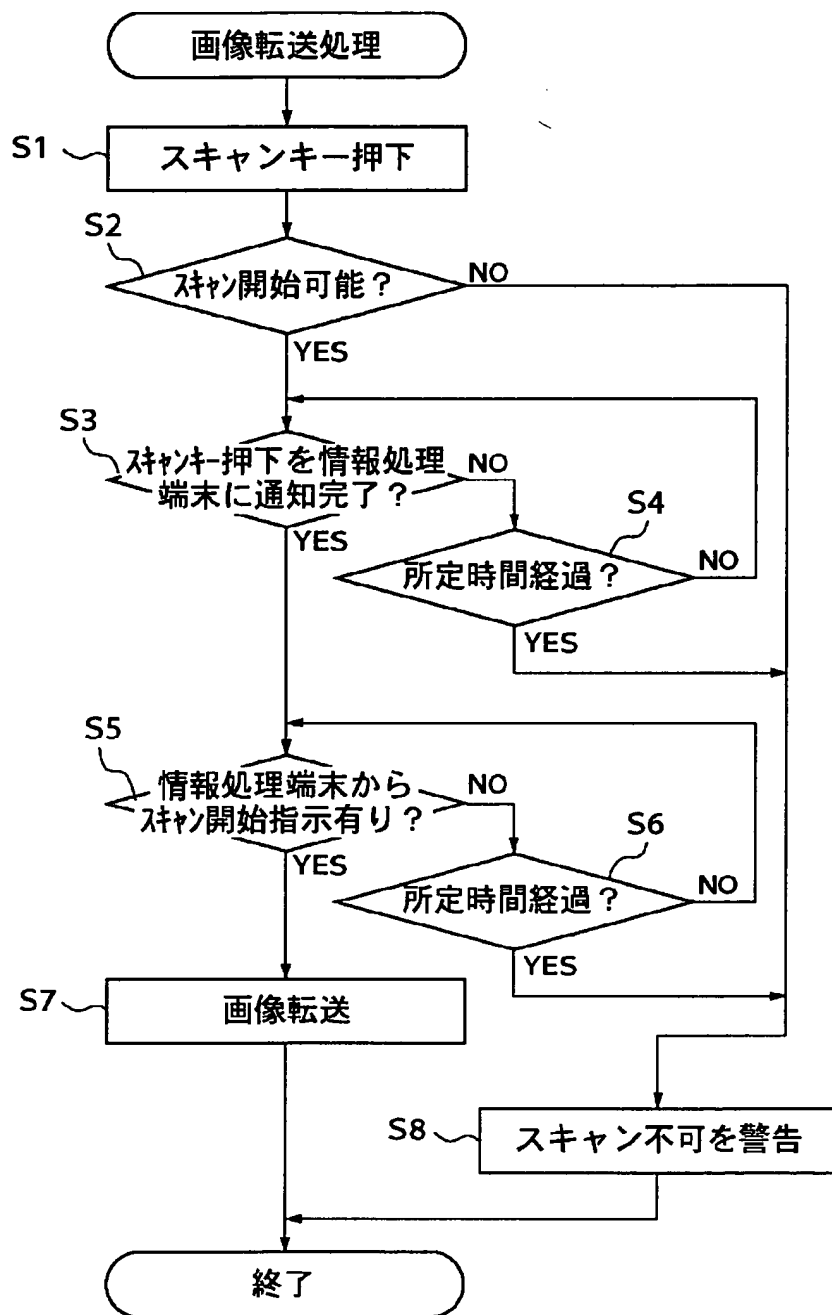 画像転送処理
S1
スキャンキー押下
S2
ｽｷｬﾝ開始可能？
NO
YES
S3
ｽｷｬﾝｷｰ押下を情報処理
端末に通知完了？
NO
YES
S4
所定時間経過？
NO
YES
S5
情報処理端末から
ｽｷｬﾝ開始指示有り？
NO
YES
S6
所定時間経過？
NO
YES
S7
画像転送
S8
スキャン不可を警告
終了